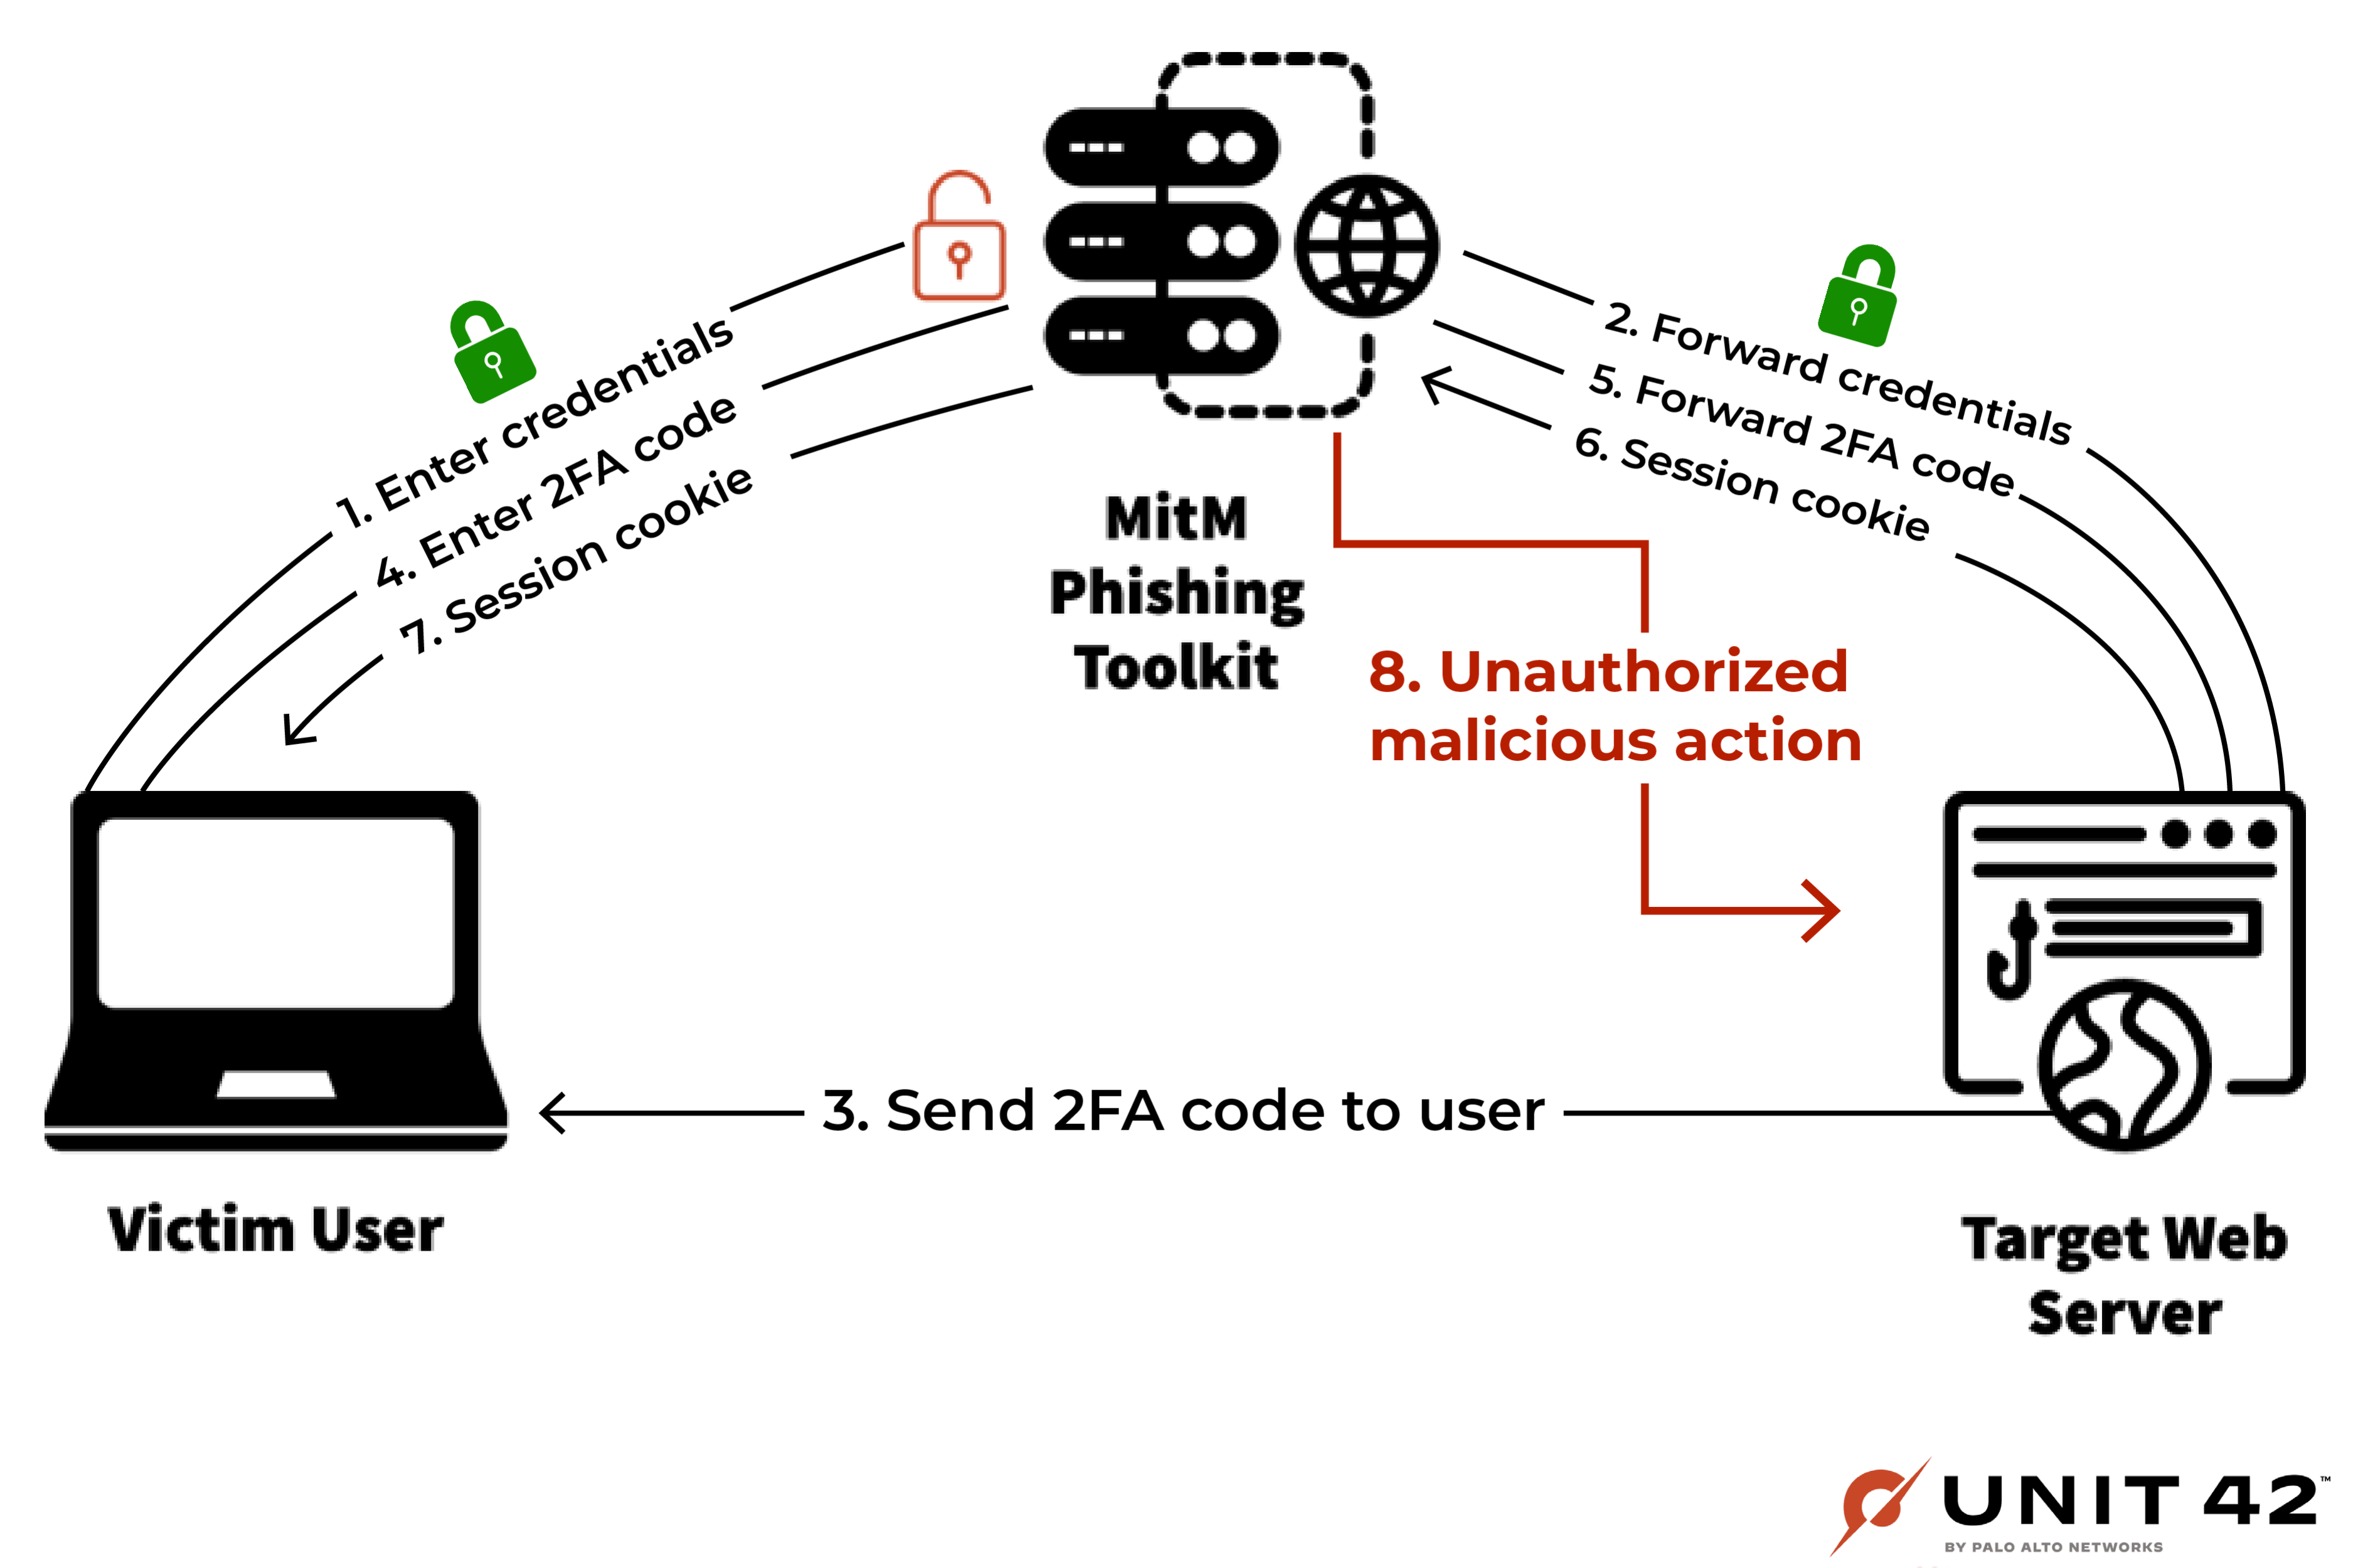 1. Enter credentials
4. Enter 2FA code
7. Session cookie
2. Forward credentials
5. Forward 2FA code
6. Session cookie
MitM
Phishing
Toolkit
8. Unauthorized
malicious action
3. Send 2FA code to user
Victim User
Target Web
Server
UNIT 42™
BY PALO ALTO NETWORKS